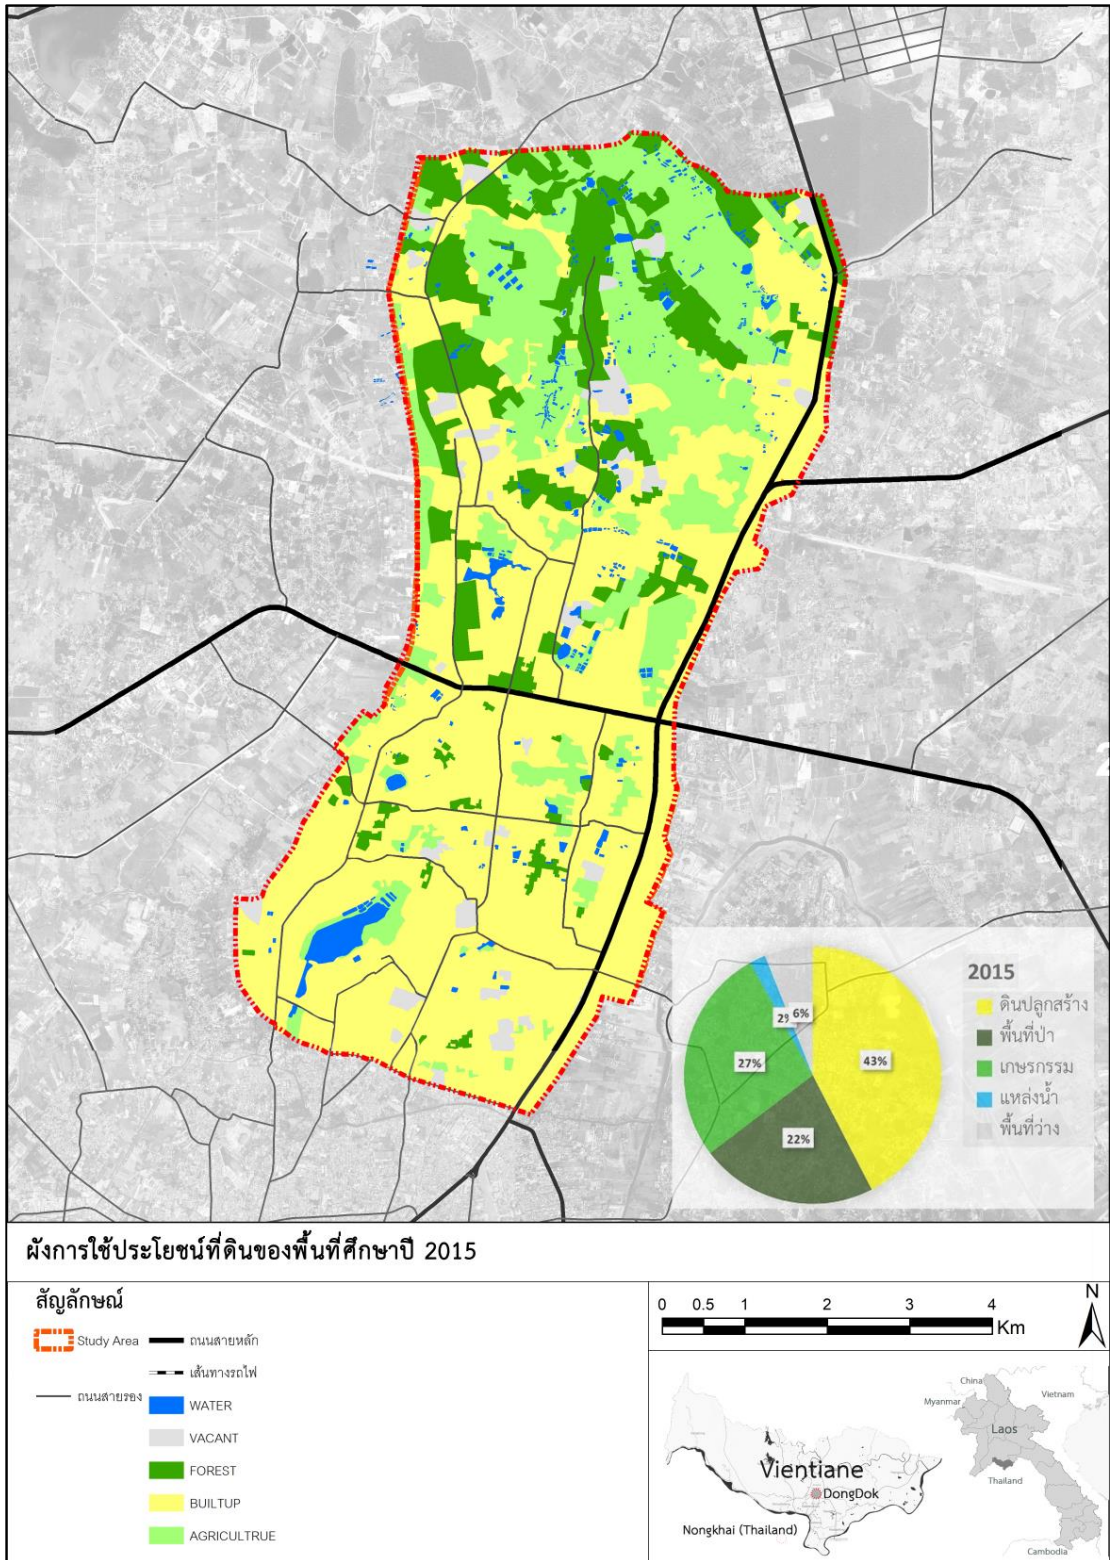 2015
ดินปลูกสร้าง
พื้นที่ป่า
เกษรกรรม
แหล่งน้ำ
พื้นที่ว่าง
43%
22%
27%
2%
6%
ผังการใช้ประโยชน์ที่ดินของพื้นที่ศึกษาปี 2015
สัญลักษณ์
Study Area
ถนนสายหลัก
เส้นทางรถไฟ
ถนนสายรอง
WATER
VACANT
FOREST
BUILTUP
AGRICULTRUE
0 0.5 1 2 3 4
Km
N
China
Myanmar
Vietnam
Laos
Thailand
Cambodia
Vientiane
DongDok
Nongkhai (Thailand)